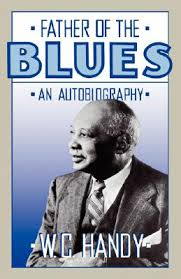 FATHER OF THE
BLUES
• AN AUTOBIOGRAPHY •
• W.C. HANDY •